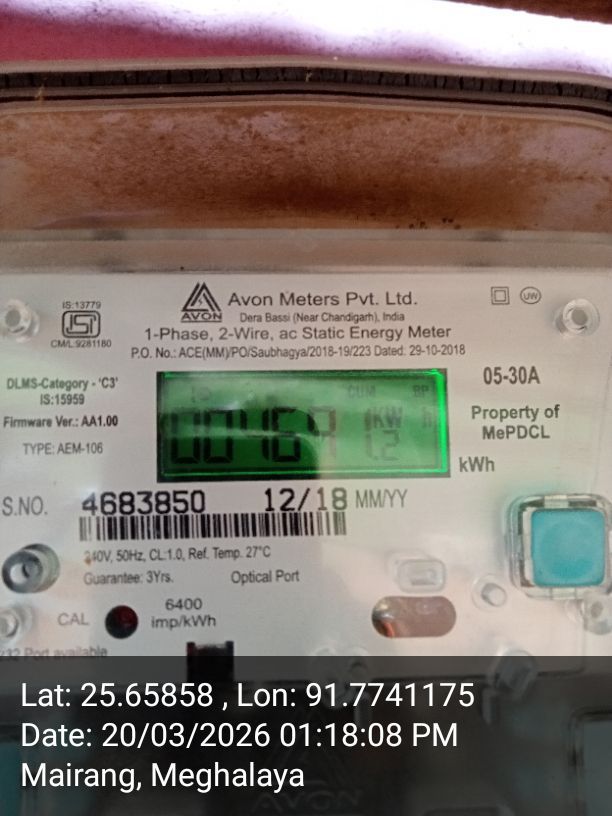 IS:13779
CM/L:9281180
AVON
Avon Meters Pvt. Ltd.
Dera Bassi (Near Chandigarh), India
UW
1-Phase, 2-Wire, ac Static Energy Meter
P.O. No.: ACE(MM)/PO/Saubhagya/2018-19/223 Dated: 29-10-2018
DLMS-Category - 'C3'
IS:15959
Firmware Ver.: AA1.00
TYPE: AEM-106
CUM
05-30A
Property of
MePDCL
kWh
S.NO. 4683850 12/18 MM/YY
240V, 50Hz, CL:1.0, Ref. Temp. 27°C
Guarantee: 3Yrs. Optical Port
CAL
6400
imp/kWh
Port available
Lat: 25.65858 , Lon: 91.7741175
Date: 20/03/2026 01:18:08 PM
Mairang, Meghalaya
AVON